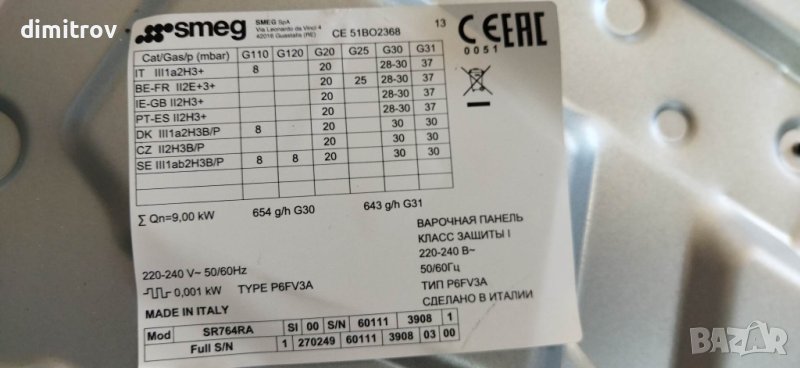 dimitrov
smeg
SMEG SpA
Via Leonardo da Vinci 4
42016 Guastalla (RE)
CE 51BO2368
13
CE EAC
0051
Cat/Gas/p (mbar) G110 G120 G20 G25 G30 G31
IT III1a2H3+ 8 20 28-30 37
BE-FR II2E+3+ 20 25 28-30 37
IE-GB II2H3+ 20 28-30 37
PT-ES II2H3+ 20 28-30 37
DK III1a2H3B/P 8 20 30 30
CZ II2H3B/P 20 30 30
SE III1ab2H3B/P 8 8 20 30 30
∑ Qn=9,00 kW 654 g/h G30 643 g/h G31
ВАРОЧНАЯ ПАНЕЛЬ
КЛАСС ЗАЩИТЫ I
220-240 В~
50/60Гц
ТИП P6FV3A
СДЕЛАНО В ИТАЛИИ
220-240 V~ 50/60Hz
0,001 kW TYPE P6FV3A
MADE IN ITALY
Mod SR764RA SI 00 S/N 60111 3908 1
Full S/N 1 270249 60111 3908 03 00
bazar